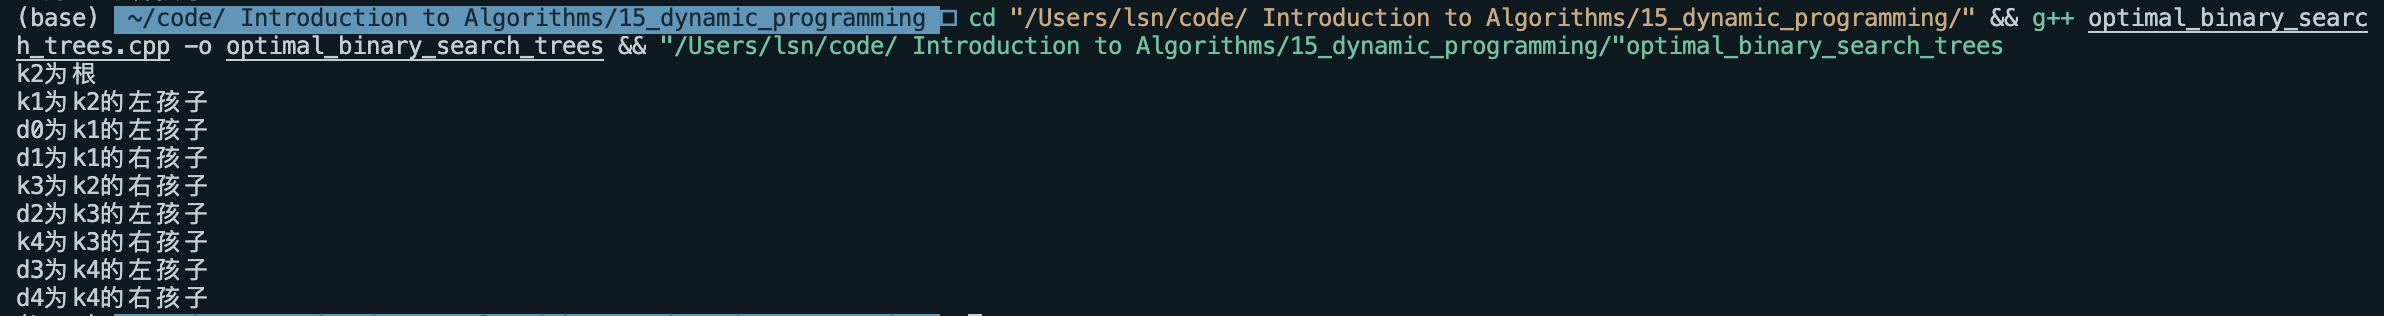 (base) ~/code/ Introduction to Algorithms/15_dynamic_programming cd "/Users/lsn/code/ Introduction to Algorithms/15_dynamic_programming/" && g++ optimal_binary_searc
h_trees.cpp -o optimal_binary_search_trees && "/Users/lsn/code/ Introduction to Algorithms/15_dynamic_programming/"optimal_binary_search_trees
k2为根
k1为k2的左孩子
d0为k1的左孩子
d1为k1的右孩子
k3为k2的右孩子
d2为k3的左孩子
k4为k3的右孩子
d3为k4的左孩子
d4为k4的右孩子